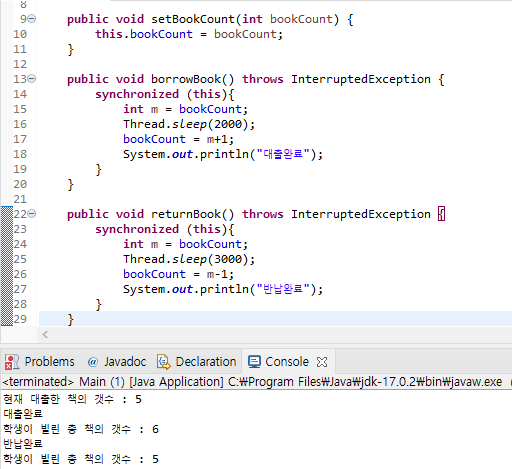 8
9 public void setBookCount(int bookCount) {
10 this.bookCount = bookCount;
11 }
12
13 public void borrowBook() throws InterruptedException {
14 synchronized (this){
15 int m = bookCount;
16 Thread.sleep(2000);
17 bookCount = m+1;
18 System.out.println("대출완료");
19 }
20 }
21
22 public void returnBook() throws InterruptedException {
23 synchronized (this){
24 int m = bookCount;
25 Thread.sleep(3000);
26 bookCount = m-1;
27 System.out.println("반납완료");
28 }
29 }
Problems @ Javadoc Declaration Console
<terminated> Main (1) [Java Application] C:₩Program Files₩Java₩jdk-17.0.2₩bin₩javaw.exe (
현재 대출한 책의 갯수 : 5
대출완료
학생이 빌린 총 책의 갯수 : 6
반납완료
학생이 빌린 총 책의 갯수 : 5